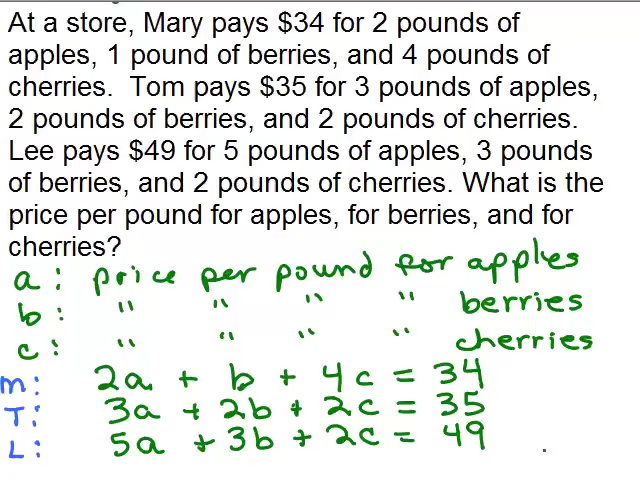 At a store, Mary pays $34 for 2 pounds of
apples, 1 pound of berries, and 4 pounds of
cherries.  Tom pays $35 for 3 pounds of apples,
2 pounds of berries, and 2 pounds of cherries.
Lee pays $49 for 5 pounds of apples, 3 pounds
of berries, and 2 pounds of cherries. What is the
price per pound for apples, for berries, and for
cherries?
a : price per pound for apples
b : " " " " berries
c : " " " " cherries
M: 2a + b + 4c = 34
T: 3a + 2b + 2c = 35
L: 5a + 3b + 2c = 49